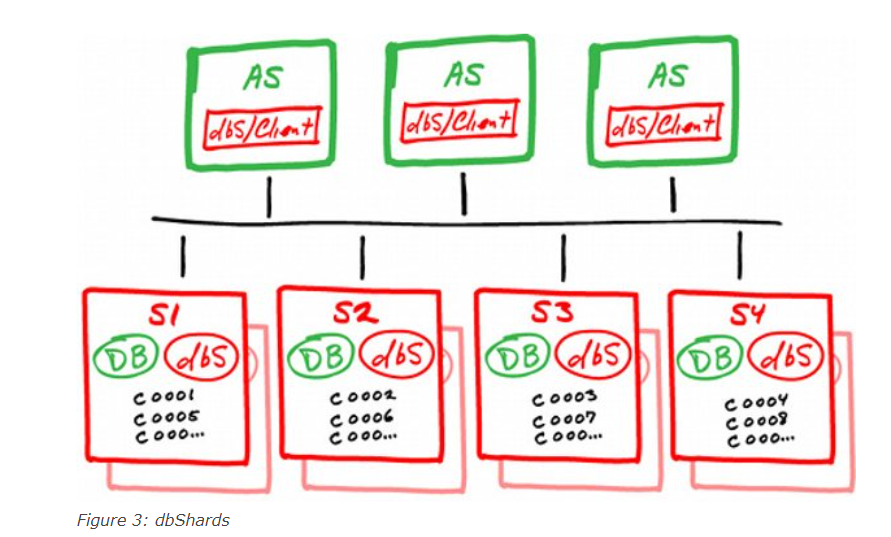 AS
dbS/Client
AS
dbS/Client
AS
dbS/Client
S1
DB dbS
C0001
C0005
C000...
S2
DB dbS
C0002
C0006
C000...
S3
DB dbS
C0003
C0007
C000...
S4
DB dbS
C0004
C0008
C000...
Figure 3: dbShards